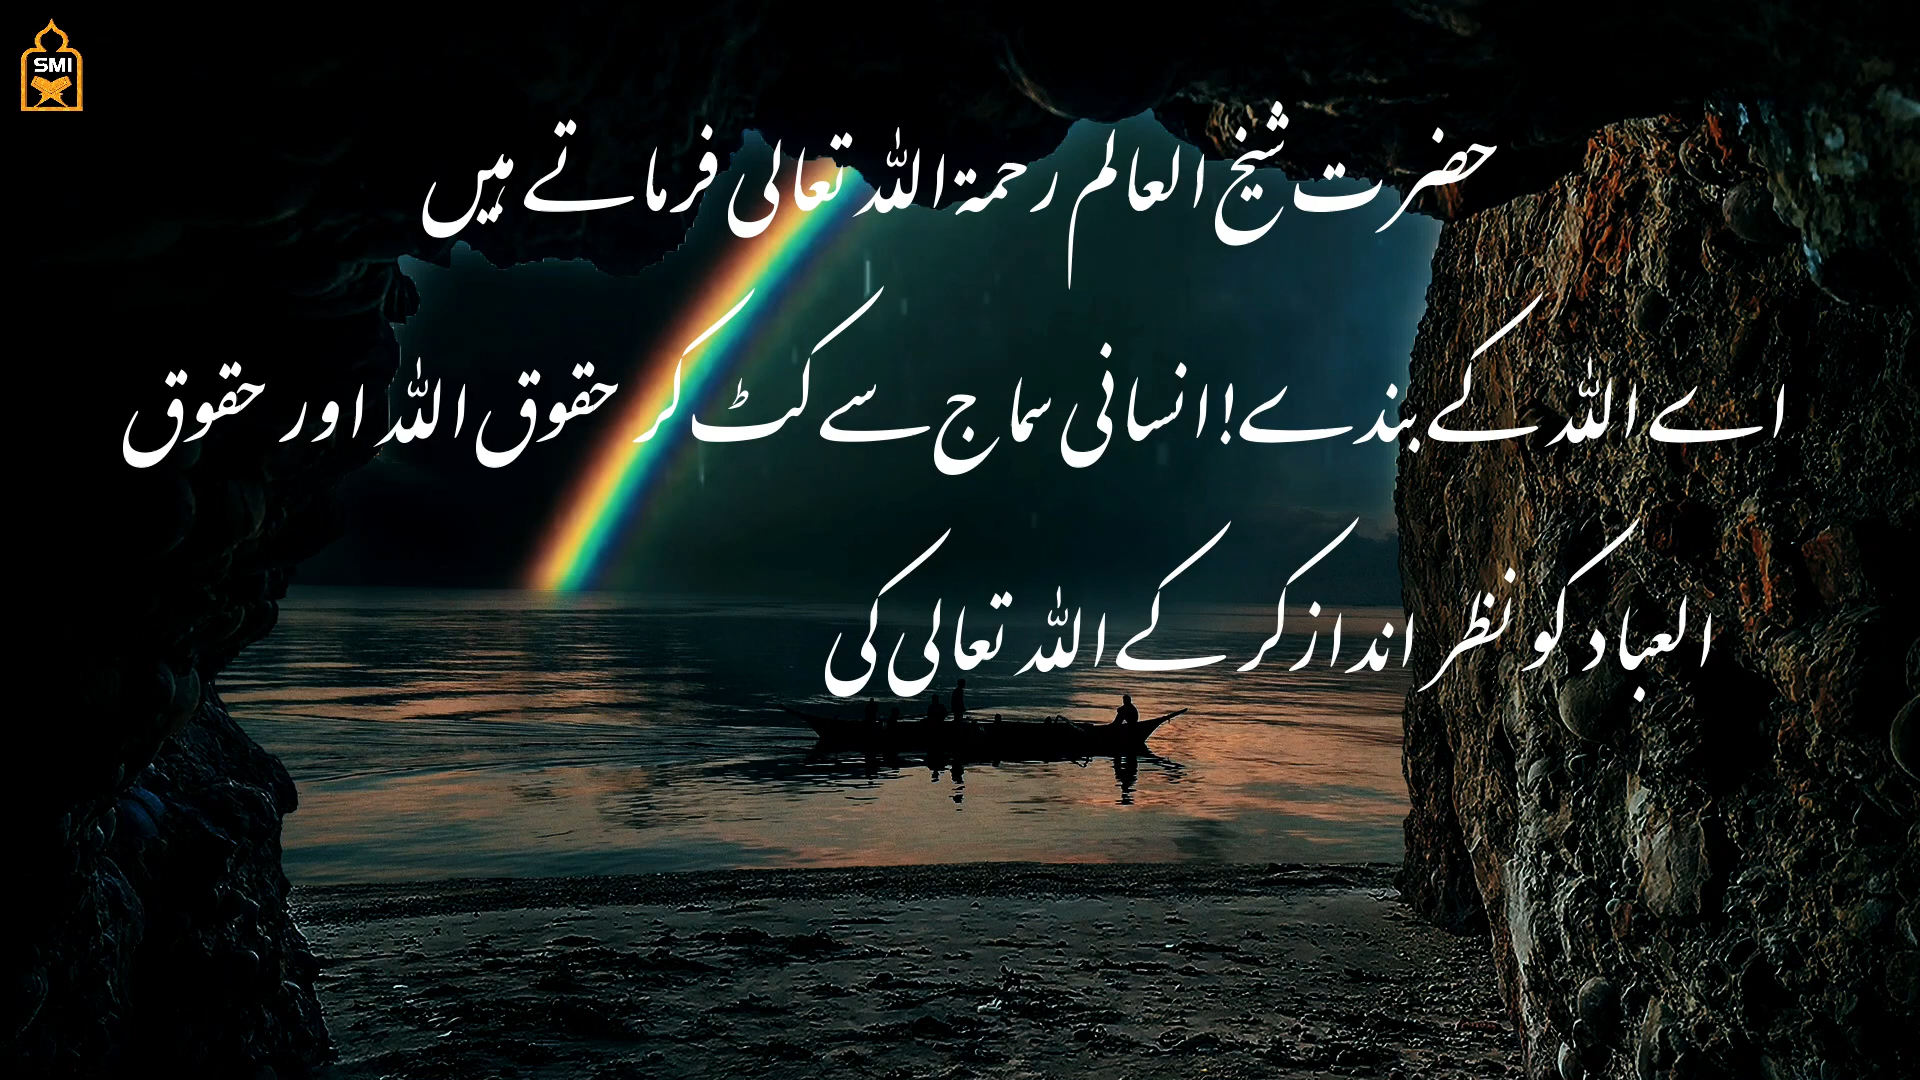 SMI
حضرت شیخ العالم رحمۃ اللہ تعالی فرماتے ہیں
اے اللہ کے بندے! انسانی سماج سے کٹ کر حقوق اللہ اور حقوق
العباد کو نظر انداز کر کے اللہ تعالی کی